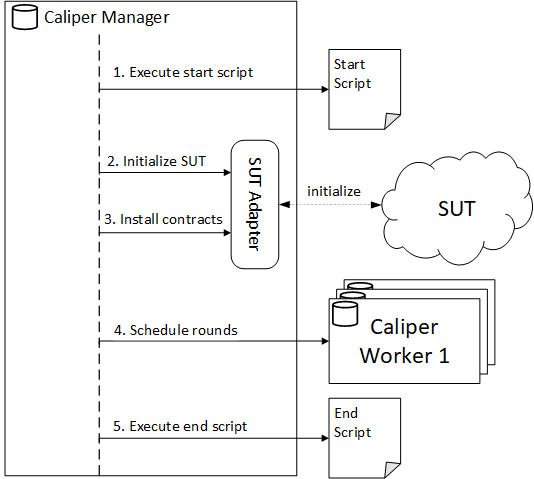 Caliper Manager
1. Execute start script
Start
Script
2. Initialize SUT
SUT Adapter
initialize
SUT
3. Install contracts
4. Schedule rounds
Caliper
Worker 1
5. Execute end script
End
Script